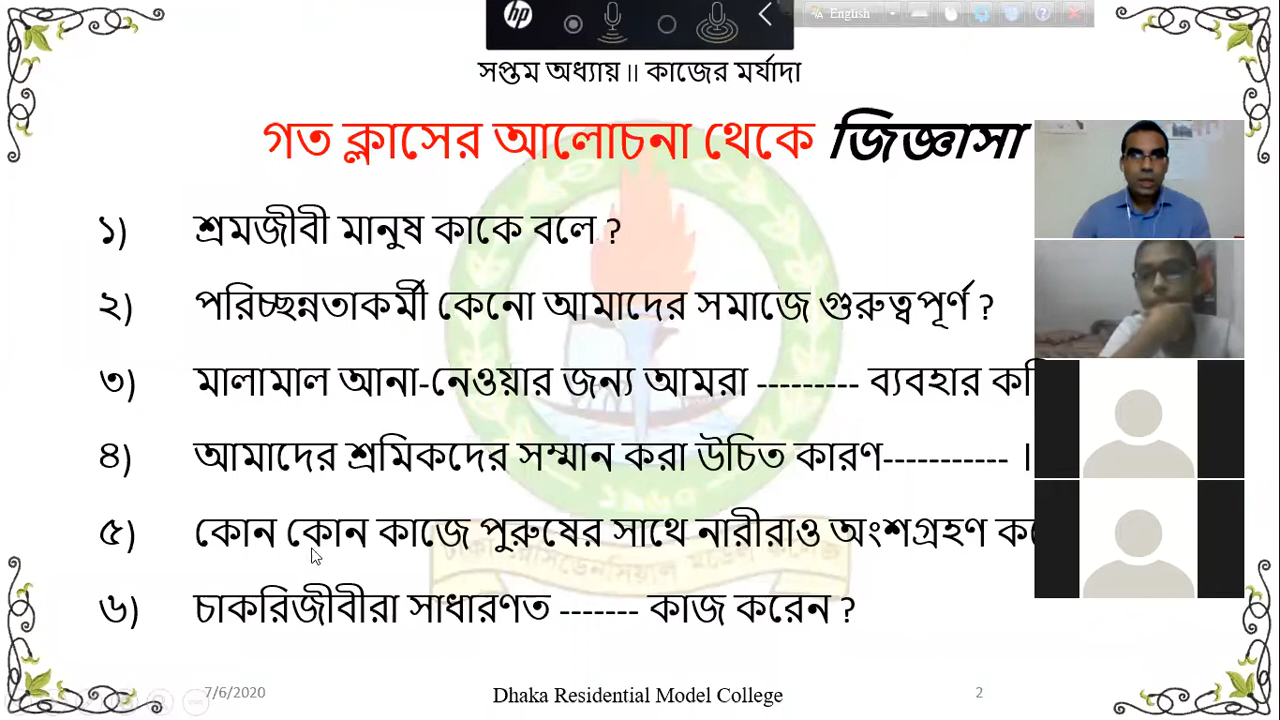 English
সপ্তম অধ্যায়॥ কাজের মর্যাদা
গত ক্লাসের আলোচনা থেকে জিজ্ঞাসা
১) শ্রমজীবী মানুষ কাকে বলে ?
২) পরিচ্ছন্নতাকর্মী কেনো আমাদের সমাজে গুরুত্বপূর্ণ ?
৩) মালামাল আনা-নেওয়ার জন্য আমরা --------- ব্যবহার
৪) আমাদের শ্রমিকদের সম্মান করা উচিত কারণ----------- ।
৫) কোন কোন কাজে পুরুষের সাথে নারীরাও অংশগ্রহণ
৬) চাকরিজীবীরা সাধারণত ------- কাজ করেন ?
7/6/2020 Dhaka Residential Model College 2